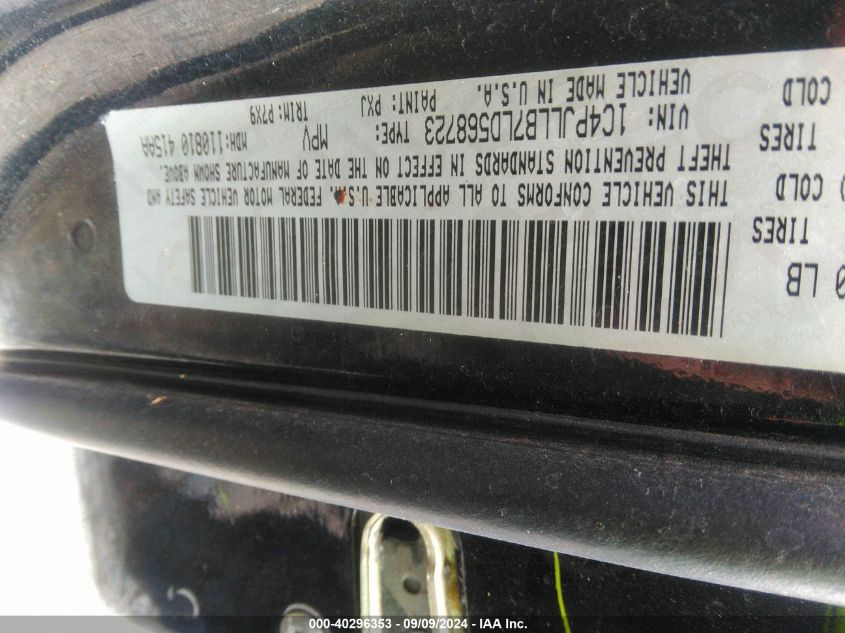 THIS VEHICLE CONFORMS TO ALL APPLICABLE U.S. FEDERAL MOTOR VEHICLE SAFETY AND
THEFT PREVENTION STANDARDS IN EFFECT ON THE DATE OF MANUFACTURE SHOWN ABOVE.
VIN: 1C4PJLLB7LD568723 TYPE: MPV MDH:110810 415AA
VEHICLE MADE IN U.S.A. PAINT: PXJ TRIM:P7X9
LB
TIRES
COLD
TIRES
COLD
000-40296353 - 09/09/2024 - IAA Inc.